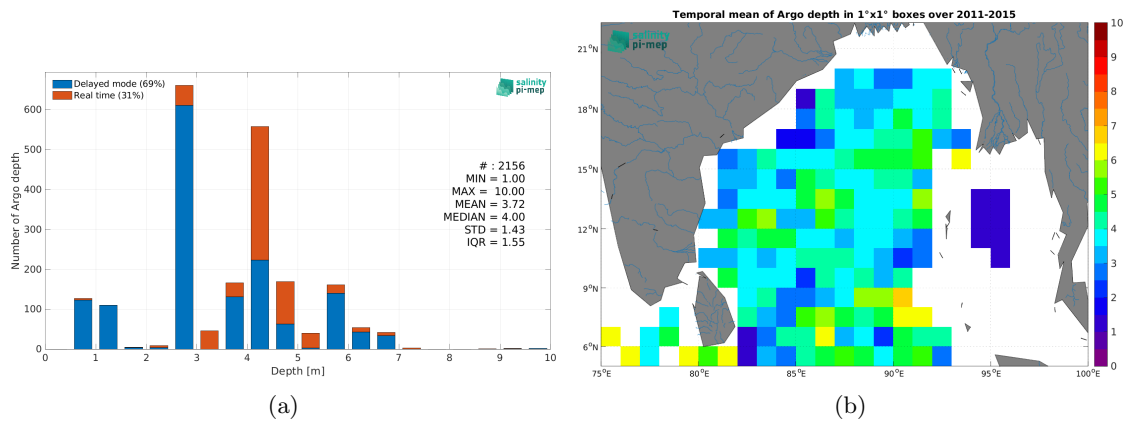 Delayed mode (69%)
Real time (31%)
salinity
pi-mep
# : 2156
MIN = 1.00
MAX = 10.00
MEAN = 3.72
MEDIAN = 4.00
STD = 1.43
IQR = 1.55
Number of Argo depth
600
500
400
300
200
100
0
0 1 2 3 4 5 6 7 8 9 10
Depth [m]
(a)
Temporal mean of Argo depth in 1°x1° boxes over 2011-2015
salinity
pi-mep
21°N
18°N
15°N
12°N
9°N
6°N
75°E 80°E 85°E 90°E 95°E 100°E
10
9
8
7
6
5
4
3
2
1
0
(b)